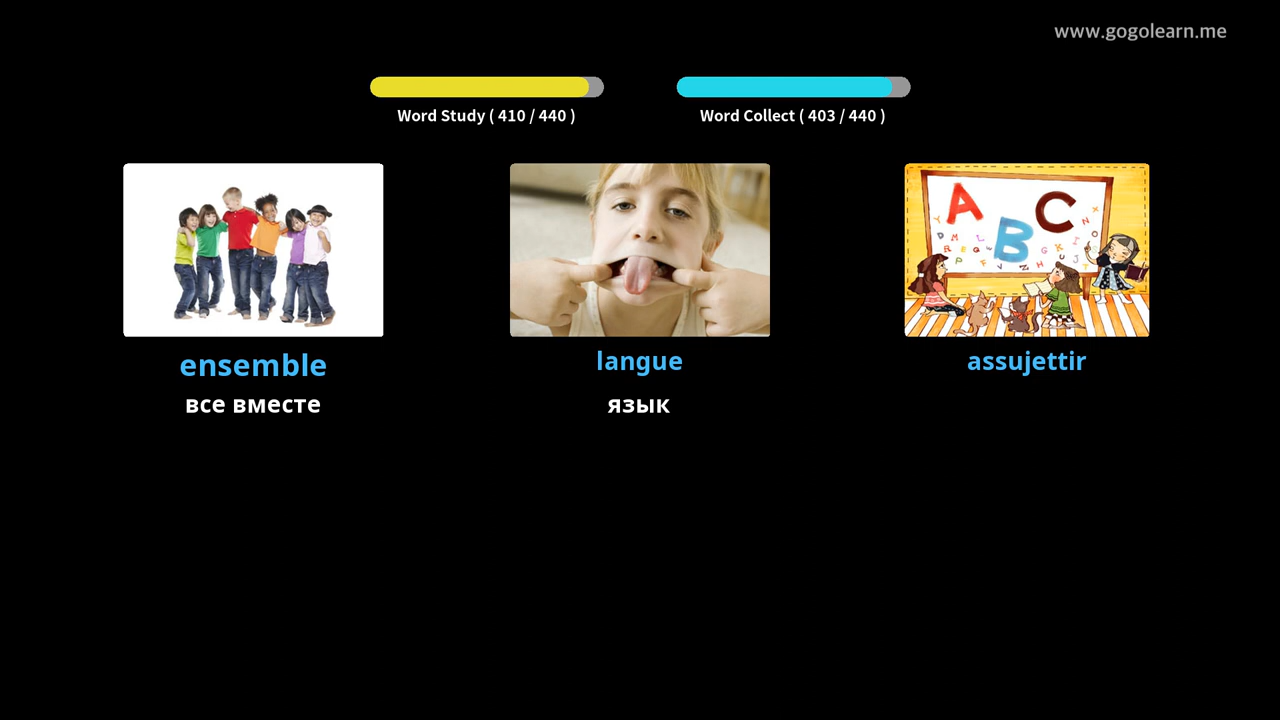 www.gogolearn.me
Word Study ( 410 / 440 )
Word Collect ( 403 / 440 )
A B C
ensemble
langue
assujettir
все вместе
язык